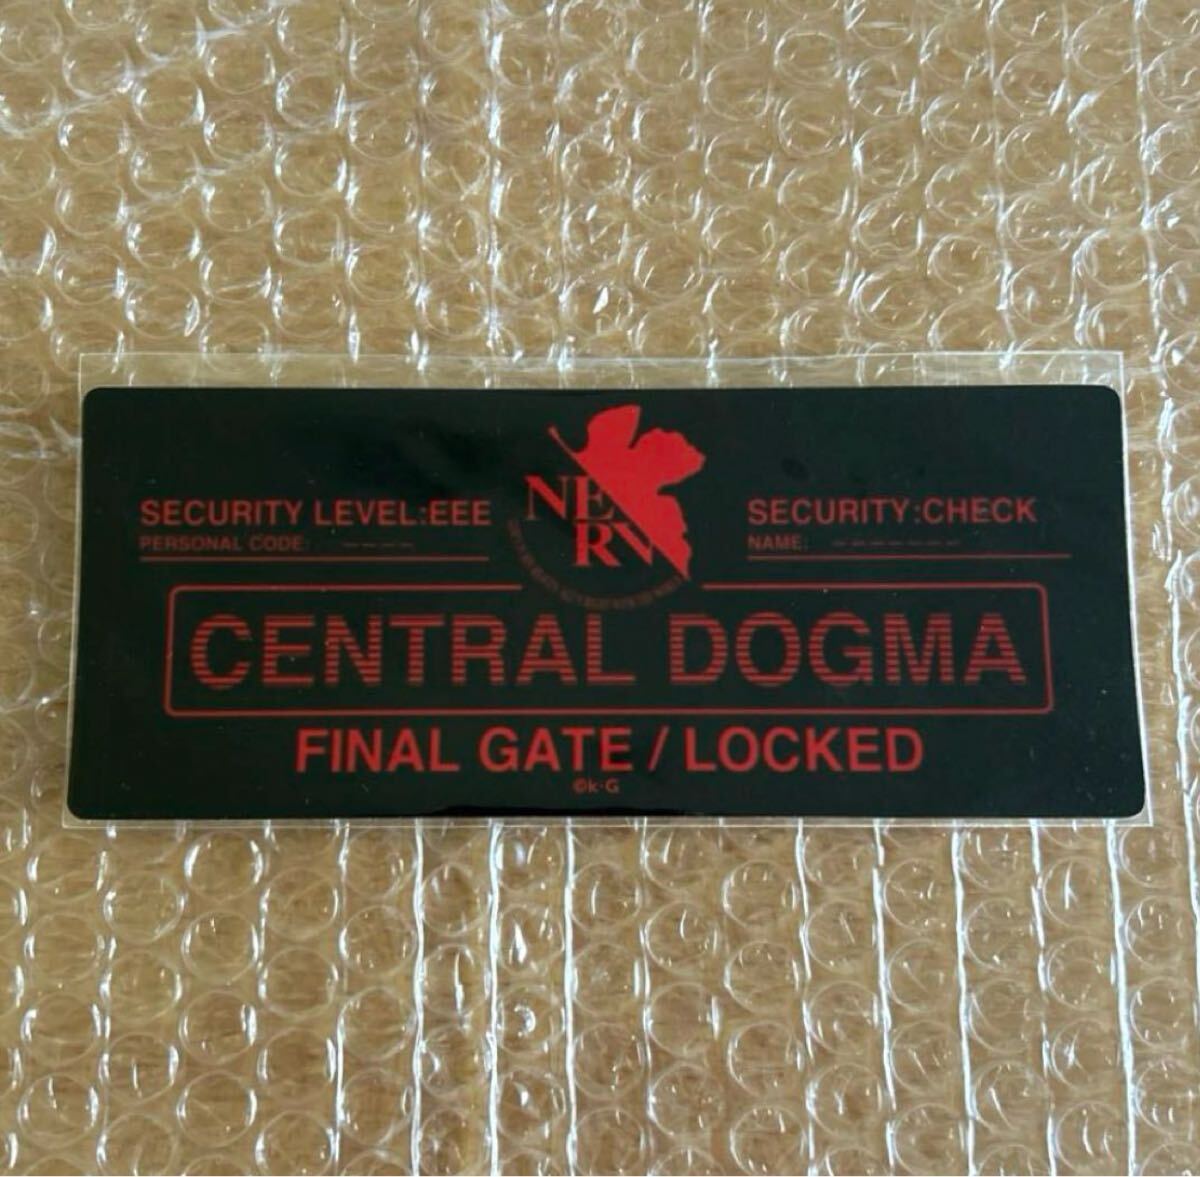 NERV
SECURITY LEVEL:EEE
PERSONAL CODE: ————
SECURITY:CHECK
NAME: ———————
CENTRAL DOGMA
FINAL GATE / LOCKED
©k·G